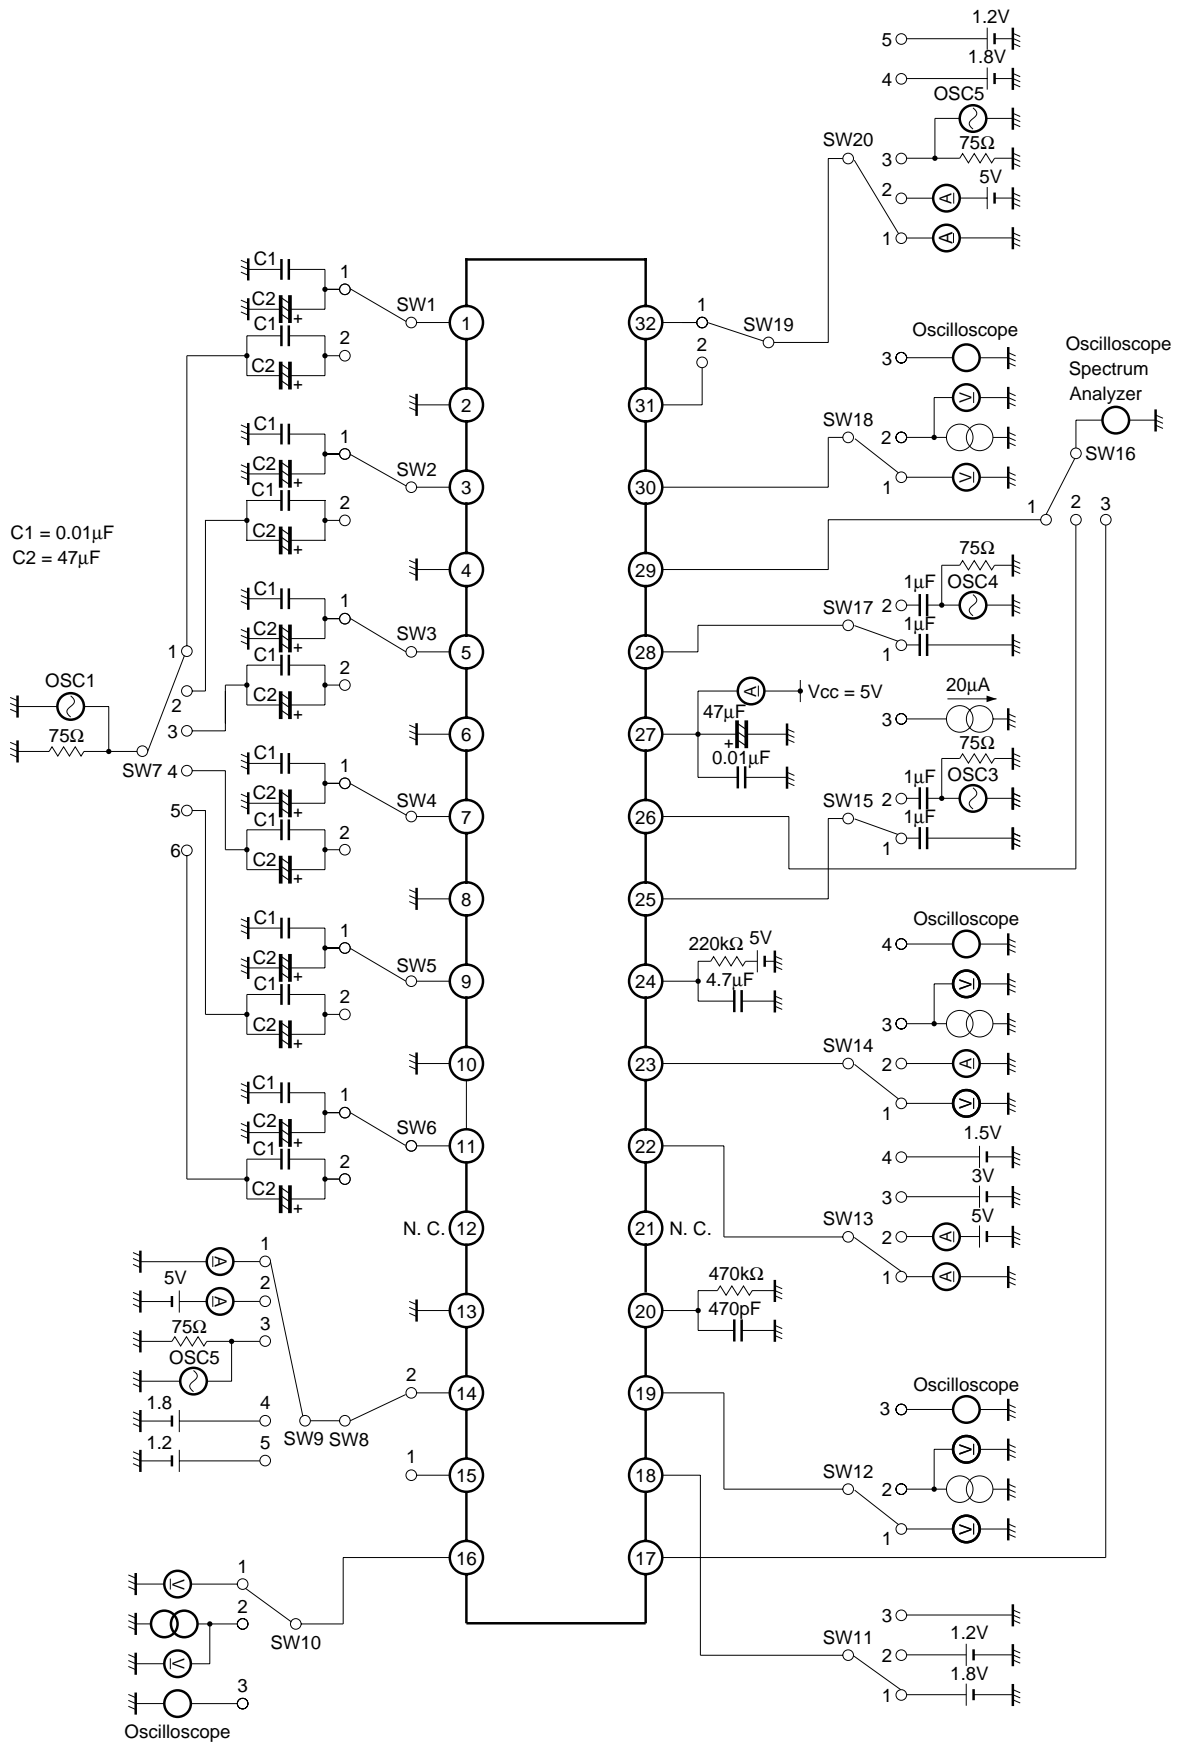 1.2V
5
1.8V
4
OSC5
75Ω
3
SW20
5V
2
A
1
A
C1
1
C2
SW1
1
C1
2
C2
32
1
SW19
2
31
Oscilloscope
3
V
SW18
2
1
V
30
Oscilloscope
Spectrum
Analyzer
SW16
1
2
3
2
C1
1
C2
SW2
3
C1
2
C2
C1 = 0.01μF
C2 = 47μF
4
29
75Ω
1μF
OSC4
2
SW17
1μF
1
28
C1
1
C2
SW3
5
C1
2
C2
1
OSC1
2
75Ω
3
SW7
4
5
6
6
A
Vcc = 5V
47μF
+
0.01μF
27
20μA
3
75Ω
1μF
OSC3
2
SW15
1μF
1
26
C1
1
C2
SW4
7
C1
2
C2
8
25
Oscilloscope
4
V
3
SW14
2
A
1
V
220kΩ
5V
4.7μF
24
C1
1
C2
SW5
9
C1
2
C2
10
23
C1
1
C2
SW6
11
C1
2
C2
22
1.5V
4
3V
3
SW13
5V
2
A
1
A
N. C.
12
21
N. C.
1
A
5V
2
A
75Ω
3
OSC5
1.8
4
1.2
5
SW9
SW8
2
13
14
1
15
470kΩ
470pF
20
19
Oscilloscope
3
V
SW12
2
1
V
18
16
17
1
V
2
SW10
V
3
Oscilloscope
3
SW11
1.2V
2
1.8V
1